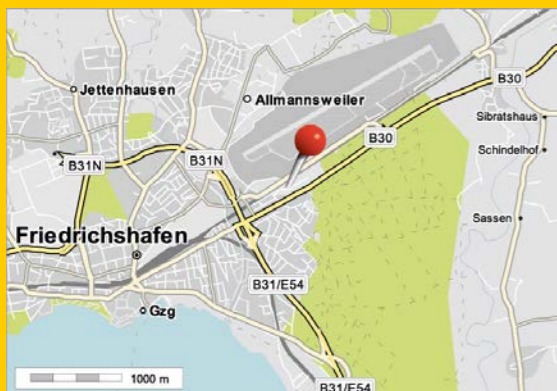 B30
Jettenhausen
Allmannsweiler
Sibratshaus
B31N
B31N
B30
Schindelhof
Sassen
Friedrichshafen
B31/E54
Gzg
1000 m
B31/E54